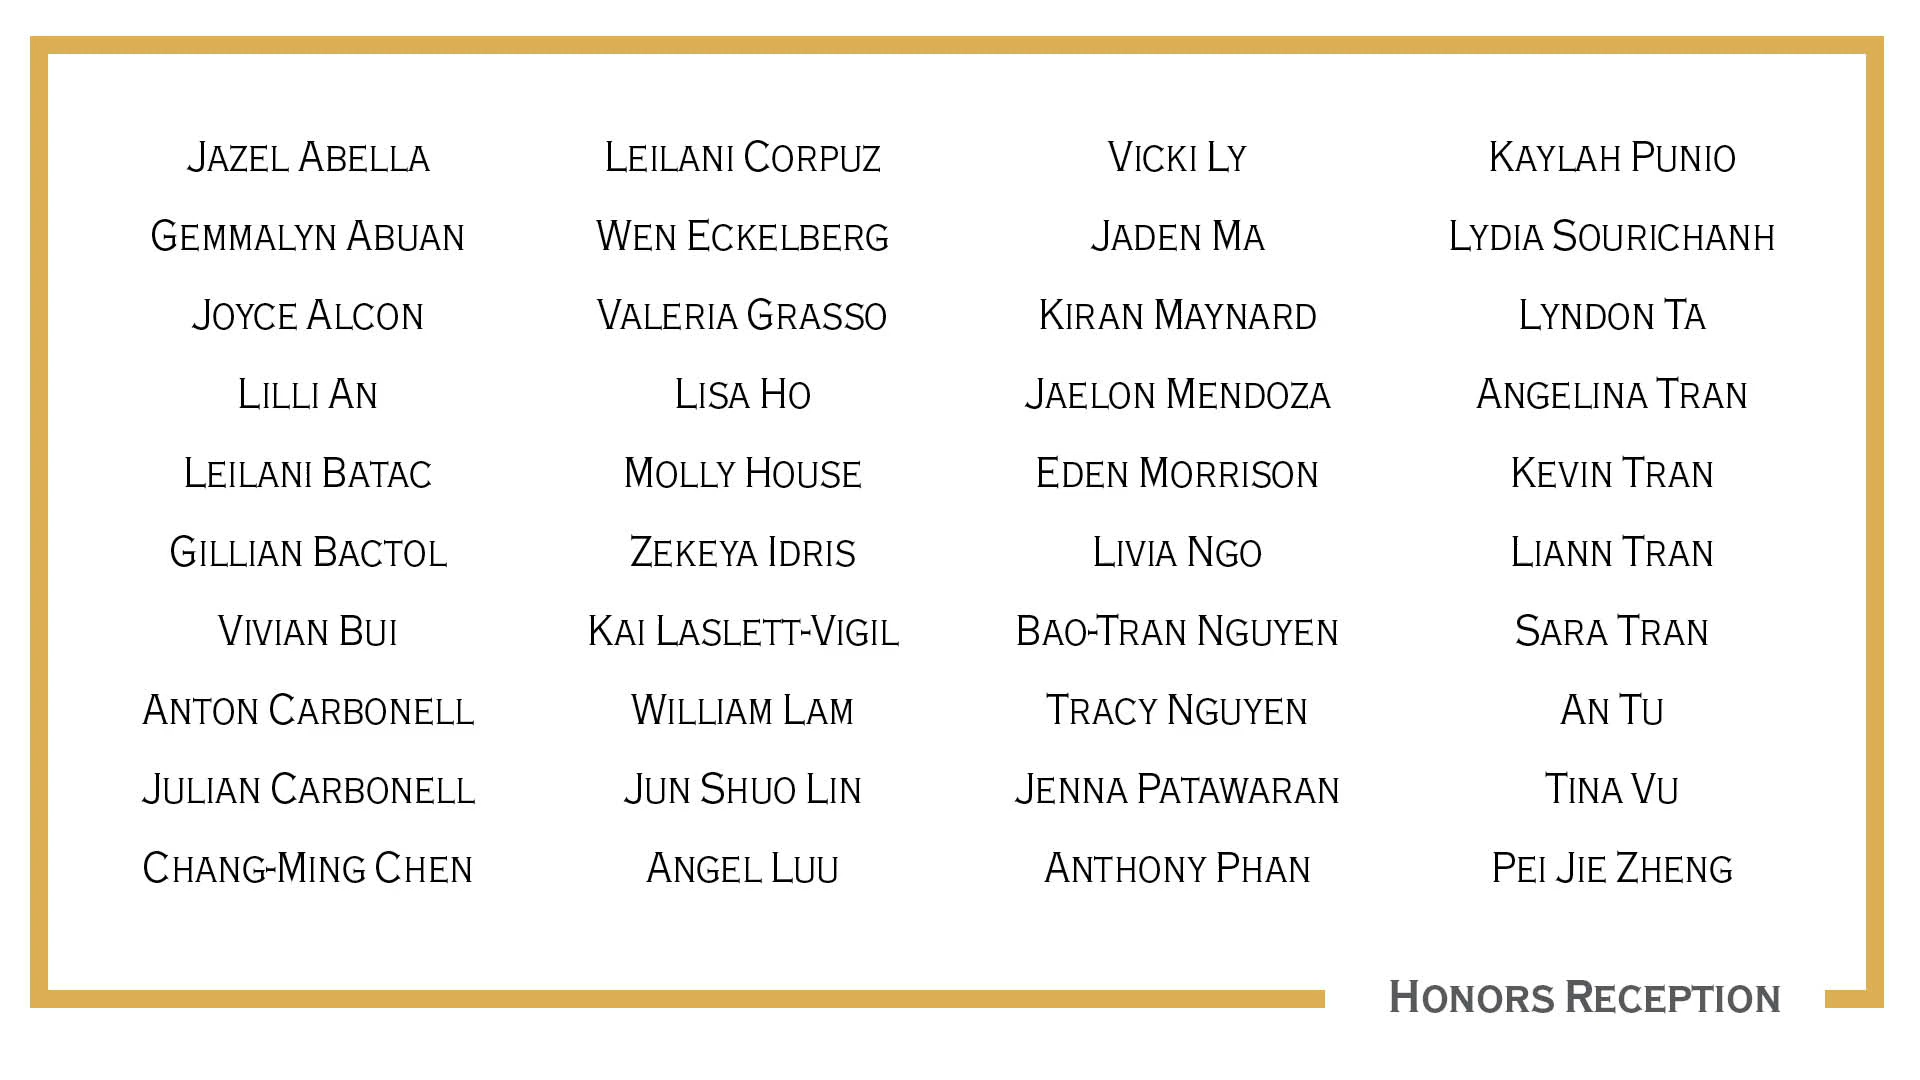 Jazel Abella
Gemmalyn Abuan
Joyce Alcon
Lilli An
Leilani Batac
Gillian Bactol
Vivian Bui
Anton Carbonell
Julian Carbonell
Chang-Ming Chen
Leilani Corpuz
Wen Eckelberg
Valeria Grasso
Lisa Ho
Molly House
Zekeya Idris
Kai Laslett-Vigil
William Lam
Jun Shuo Lin
Angel Luu
Vicki Ly
Jaden Ma
Kiran Maynard
Jaelon Mendoza
Eden Morrison
Livia Ngo
Bao-Tran Nguyen
Tracy Nguyen
Jenna Patawaran
Anthony Phan
Kaylah Punio
Lydia Sourichanh
Lyndon Ta
Angelina Tran
Kevin Tran
Liann Tran
Sara Tran
An Tu
Tina Vu
Pei Jie Zheng
Honors Reception